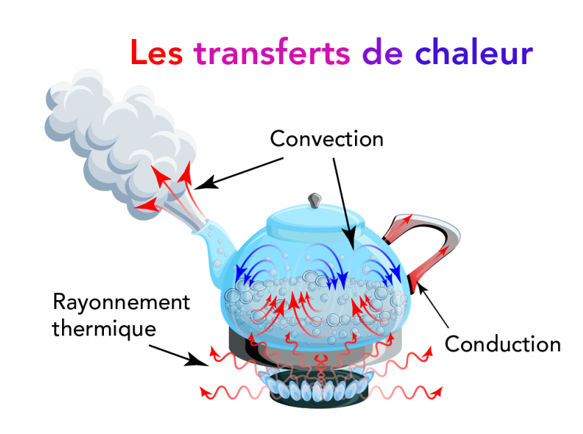 Les transferts de chaleur
Convection
Rayonnement
thermique
Conduction